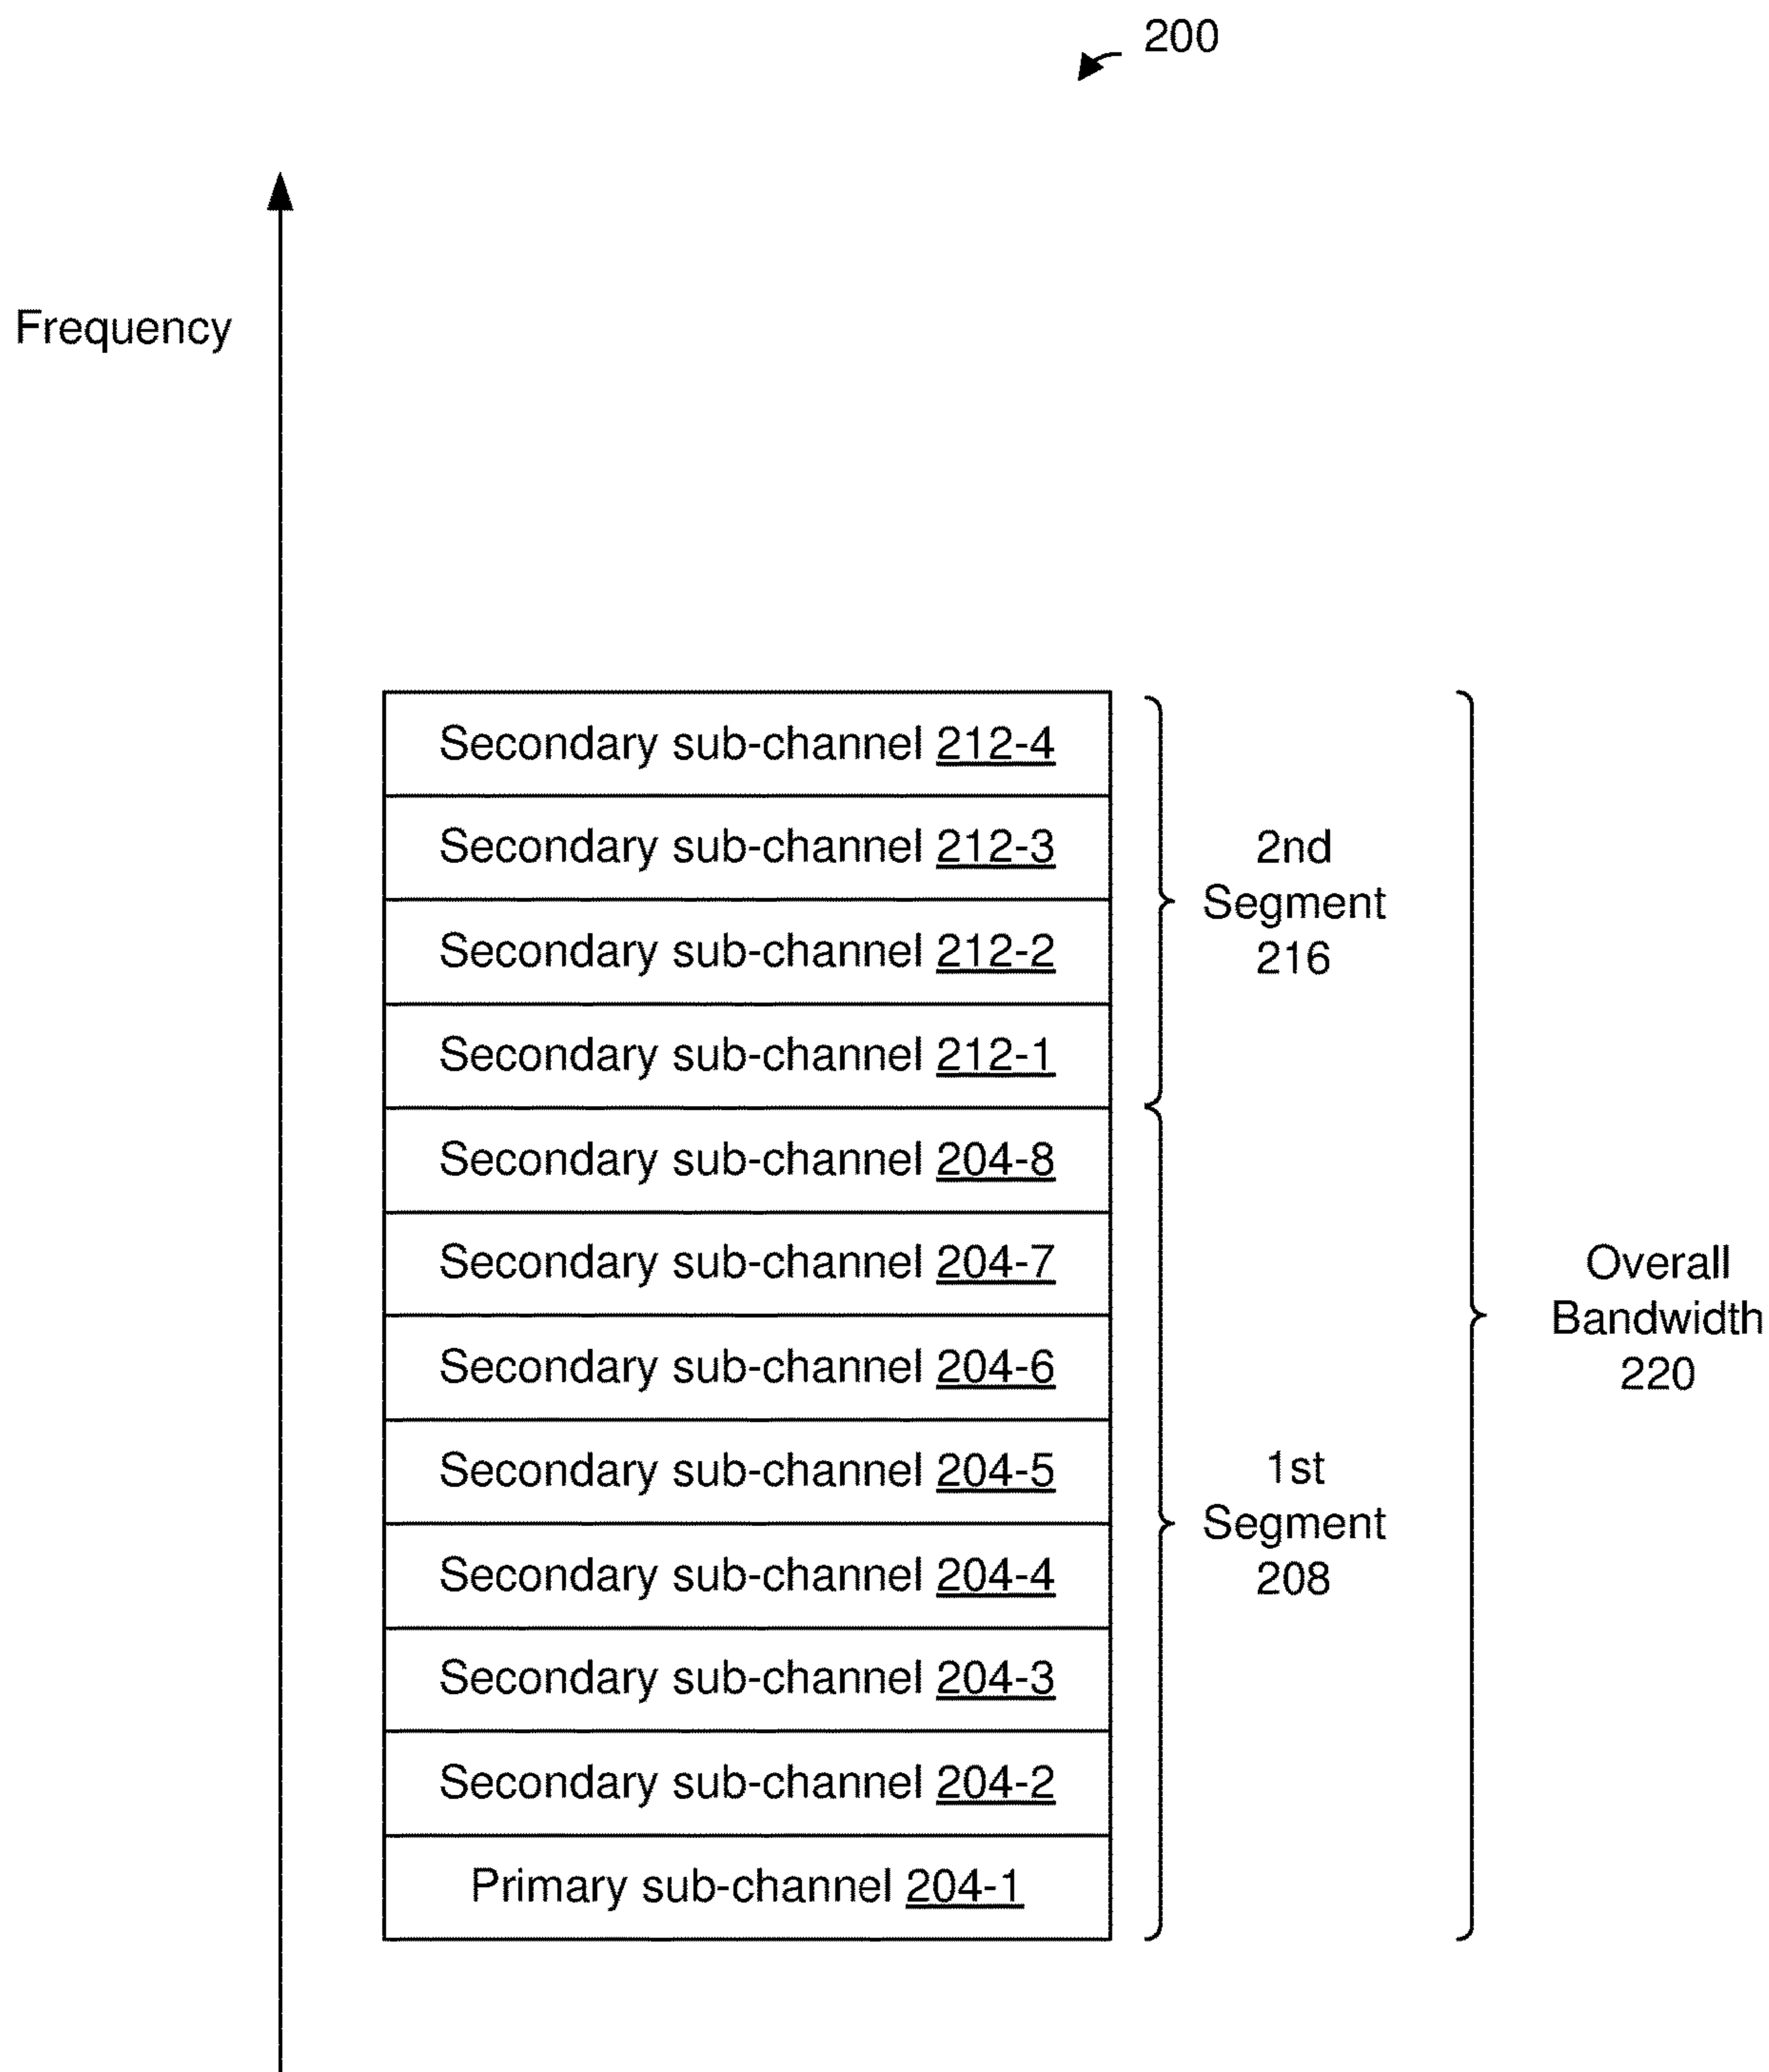 200
Frequency
Secondary sub-channel 212-4
Secondary sub-channel 212-3
Secondary sub-channel 212-2
Secondary sub-channel 212-1
2nd
Segment
216
Secondary sub-channel 204-8
Secondary sub-channel 204-7
Secondary sub-channel 204-6
Secondary sub-channel 204-5
Secondary sub-channel 204-4
Secondary sub-channel 204-3
Secondary sub-channel 204-2
Primary sub-channel 204-1
1st
Segment
208
Overall
Bandwidth
220